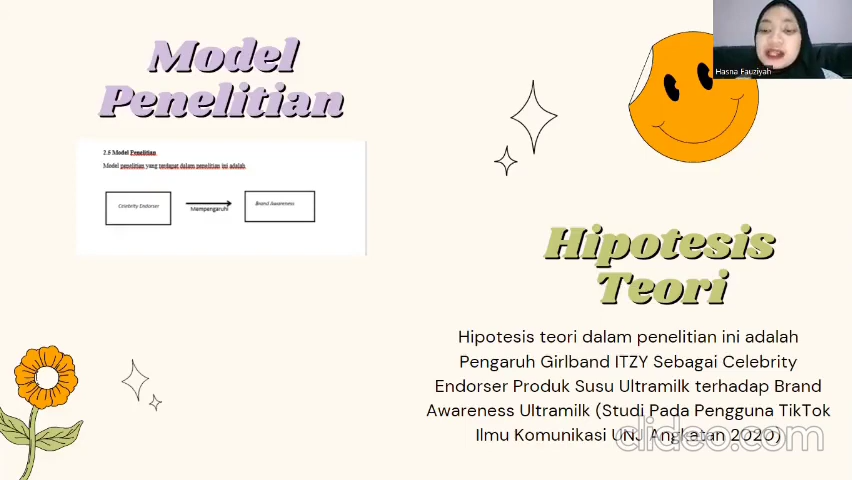 Model
Penelitian
2.6 Model Penelitian
Model penelitian yang terdapat dalam penelitian ini adalah
Celebrity Endorser
Mempengaruhi
Brand Awareness
Hasna Fauziyah
Hipotesis
Teori
Hipotesis teori dalam penelitian ini adalah
Pengaruh Girlband ITZY Sebagai Celebrity
Endorser Produk Susu Ultramilk terhadap Brand
Awareness Ultramilk (Studi Pada Pengguna TikTok
Ilmu Komunikasi UNJ Angkatan 2020)
clideo.com